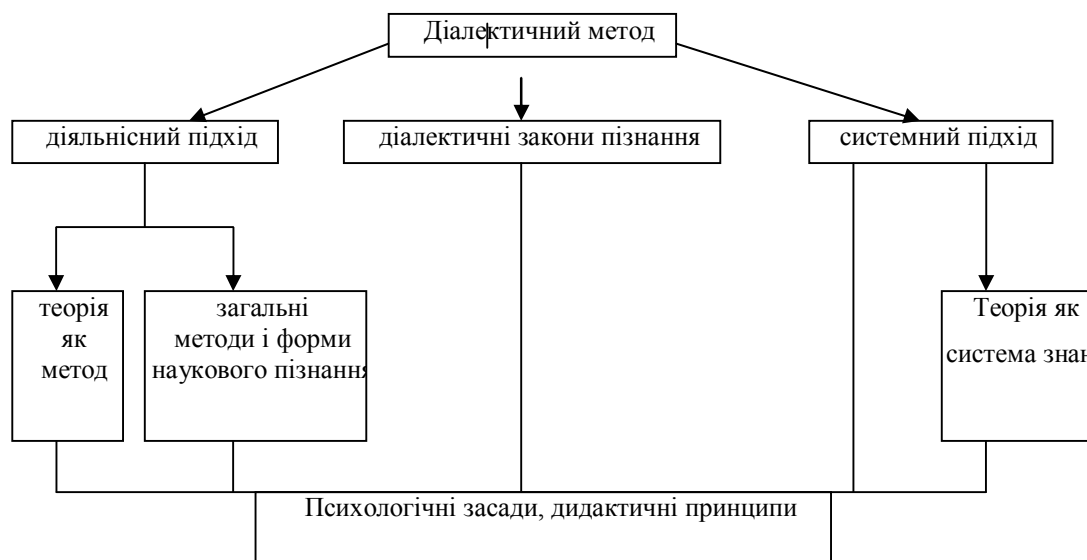 Діалектичний метод
діяльнісний підхід
діалектичні закони пізнання
системний підхід
теорія
як
метод
загальні
методи і форми
наукового пізнання
Теорія як
система знан
Психологічні засади, дидактичні принципи